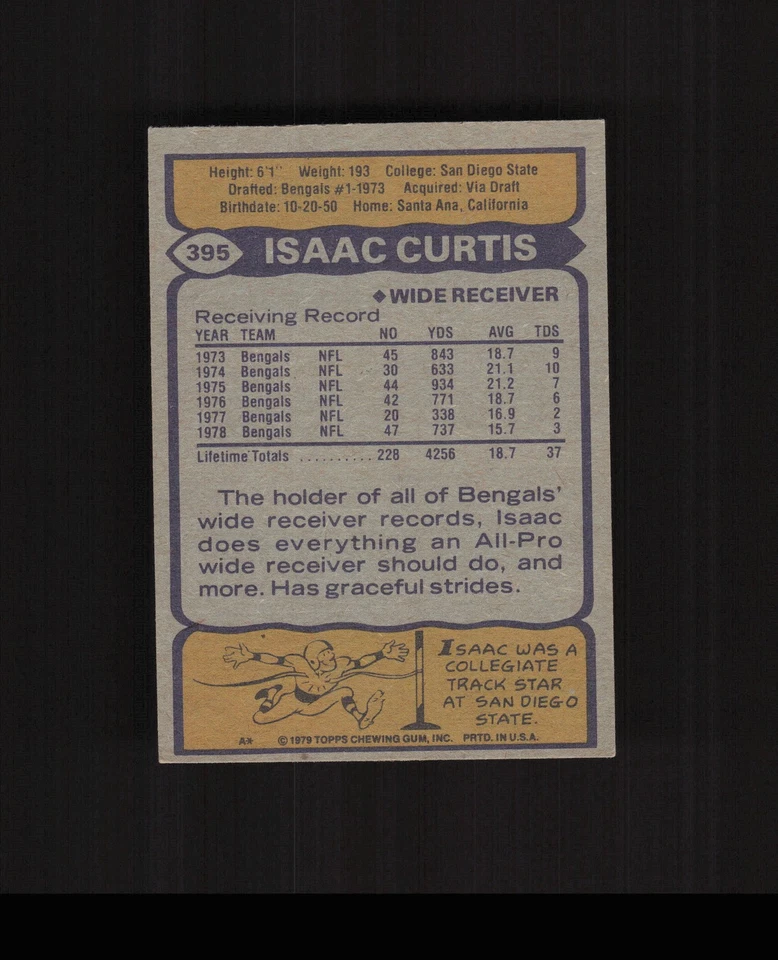 Height: 6'1" Weight: 193 College: San Diego State
Drafted: Bengals #1-1973 Acquired: Via Draft
Birthdate: 10-20-50 Home: Santa Ana, California
395 ISAAC CURTIS
◆WIDE RECEIVER
Receiving Record
YEAR TEAM NO YDS AVG TDS
1973 Bengals NFL 45 843 18.7 9
1974 Bengals NFL 30 633 21.1 10
1975 Bengals NFL 44 934 21.2 7
1976 Bengals NFL 42 771 18.7 6
1977 Bengals NFL 20 338 16.9 2
1978 Bengals NFL 47 737 15.7 3
Lifetime Totals .......... 228 4256 18.7 37
The holder of all of Bengals'
wide receiver records, Isaac
does everything an All-Pro
wide receiver should do, and
more. Has graceful strides.
ISAAC WAS A
COLLEGIATE
TRACK STAR
AT SAN DIEGO
STATE.
A* © 1979 TOPPS CHEWING GUM, INC. PRTD. IN U.S.A.